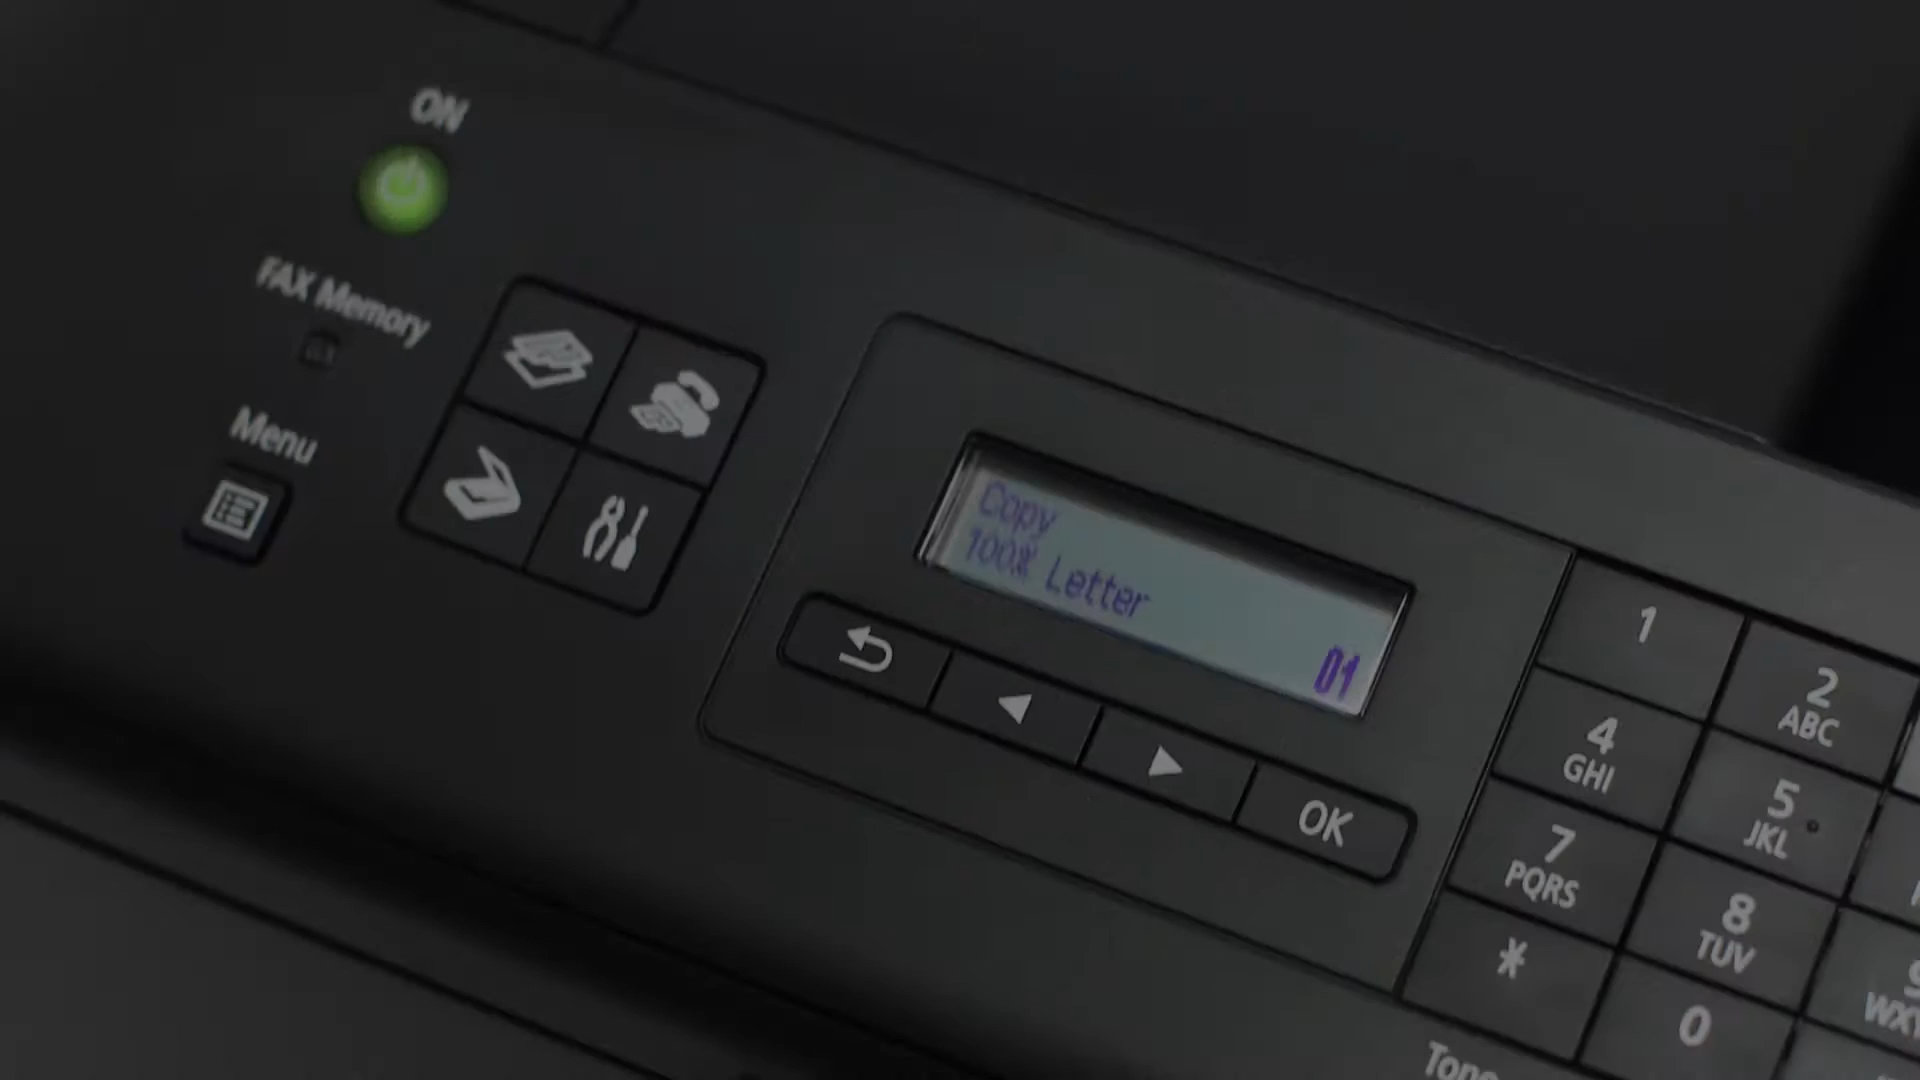 ON
FAX Memory
Menu
Copy
100% Letter
01
OK
1
2
ABC
4
GHI
5
JKL
7
PQRS
8
TUV
*
0
Tone